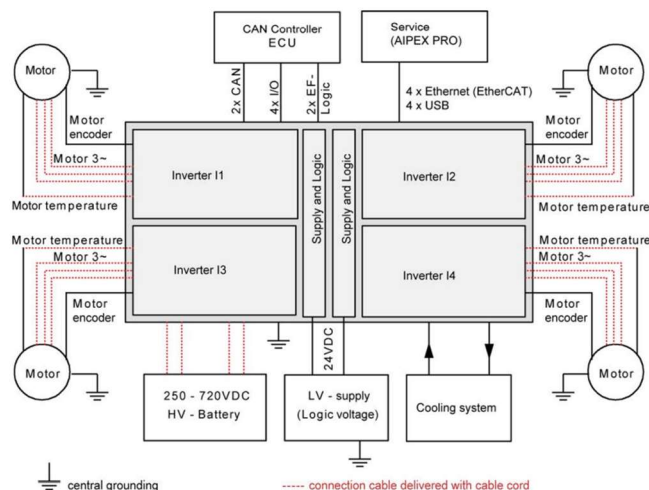 CAN Controller
ECU
Service
(AIPEX PRO)
2x CAN
4x I/O
2x EF-
Logic
4 x Ethernet (EtherCAT)
4 x USB
Motor
Motor
encoder
Motor 3~
Motor temperature
Motor
Motor
encoder
Motor 3~
Motor temperature
Inverter I1
Supply and Logic
Supply and Logic
Inverter I2
Motor temperature
Motor 3~
Motor
encoder
Motor
Inverter I3
Inverter I4
Motor temperature
Motor 3~
Motor
encoder
Motor
24VDC
250 - 720VDC
HV - Battery
LV - supply
(Logic voltage)
Cooling system
central grounding
connection cable delivered with cable cord